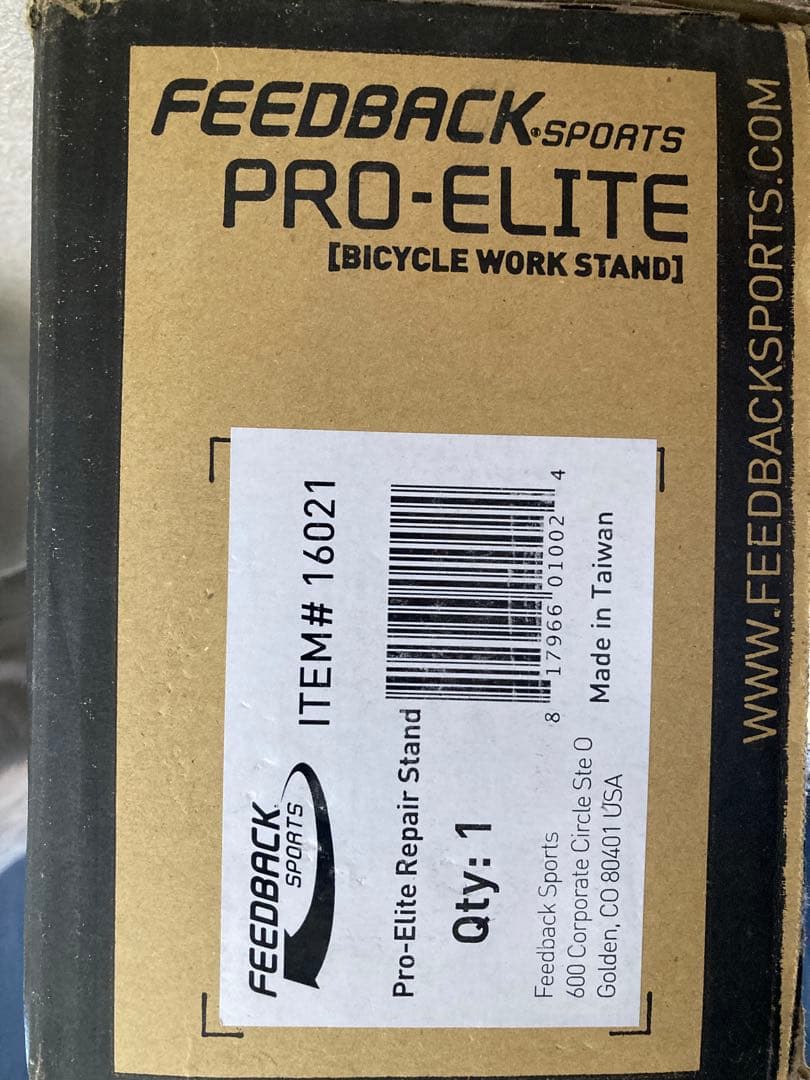 FEEDBACK®SPORTS
PRO-ELITE
[BICYCLE WORK STAND]
WWW.FEEDBACKSPORTS.COM
FEEDBACK
SPORTS
ITEM# 16021
Pro-Elite Repair Stand
Qty: 1
8 17966 01002 4
Feedback Sports
600 Corporate Circle Ste O
Golden, CO 80401 USA
Made in Taiwan